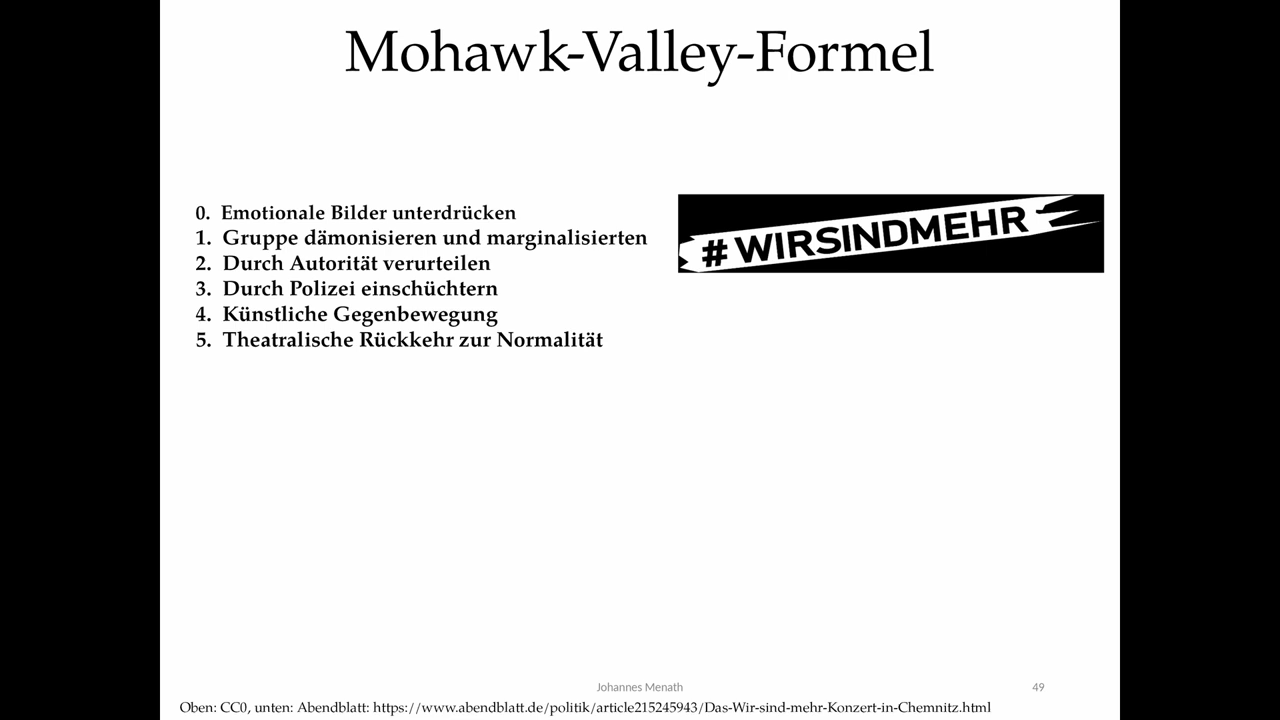 Mohawk-Valley-Formel
0. Emotionale Bilder unterdrücken
1. Gruppe dämonisieren und marginalisierten
2. Durch Autorität verurteilen
3. Durch Polizei einschüchtern
4. Künstliche Gegenbewegung
5. Theatralische Rückkehr zur Normalität
# WIRSINDMEHR
Johannes Menath
49
Oben: CC0, unten: Abendblatt: https://www.abendblatt.de/politik/article215245943/Das-Wir-sind-mehr-Konzert-in-Chemnitz.html